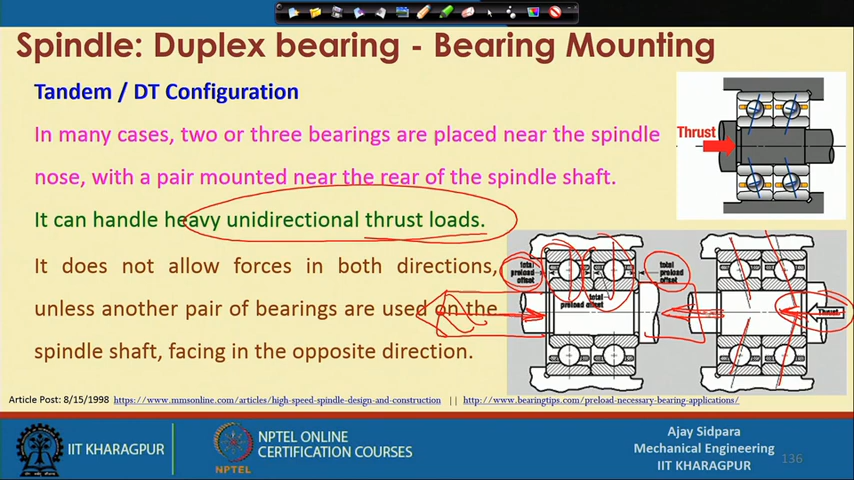 Spindle: Duplex bearing - Bearing Mounting
Tandem / DT Configuration
In many cases, two or three bearings are placed near the spindle
nose, with a pair mounted near the rear of the spindle shaft.
It can handle heavy unidirectional thrust loads.
It does not allow forces in both directions,
unless another pair of bearings are used on the
spindle shaft, facing in the opposite direction.
Thrust
total
preload
offset
total
preload offset
total
preload
offset
Thrust
Article Post: 8/15/1998 https://www.mmsonline.com/articles/high-speed-spindle-design-and-construction || http://www.bearingtips.com/preload-necessary-bearing-applications/
IIT KHARAGPUR
NPTEL
NPTEL ONLINE
CERTIFICATION COURSES
Ajay Sidpara
Mechanical Engineering
IIT KHARAGPUR
136